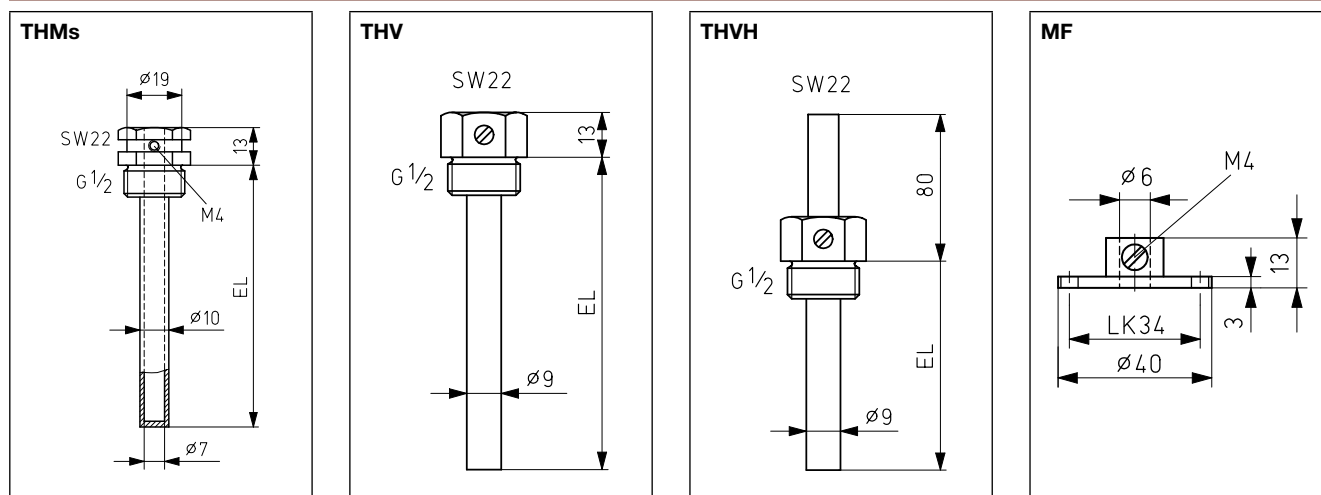 THMs
Ø19
SW22
13
G 1/2
M4
EL
Ø10
Ø7
THV
SW22
13
G 1/2
EL
Ø9
THVH
SW22
80
G 1/2
EL
Ø9
MF
M4
Ø6
13
3
LK34
Ø40